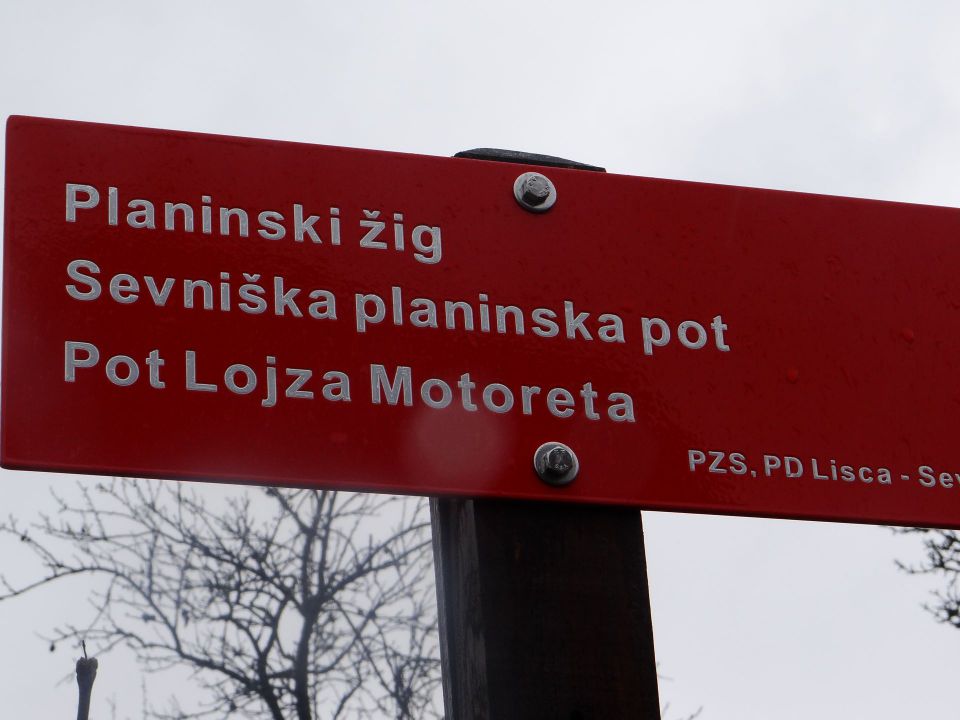 Planinski žig
Sevniška planinska pot
Pot Lojza Motoreta
PZS, PD Lisca -